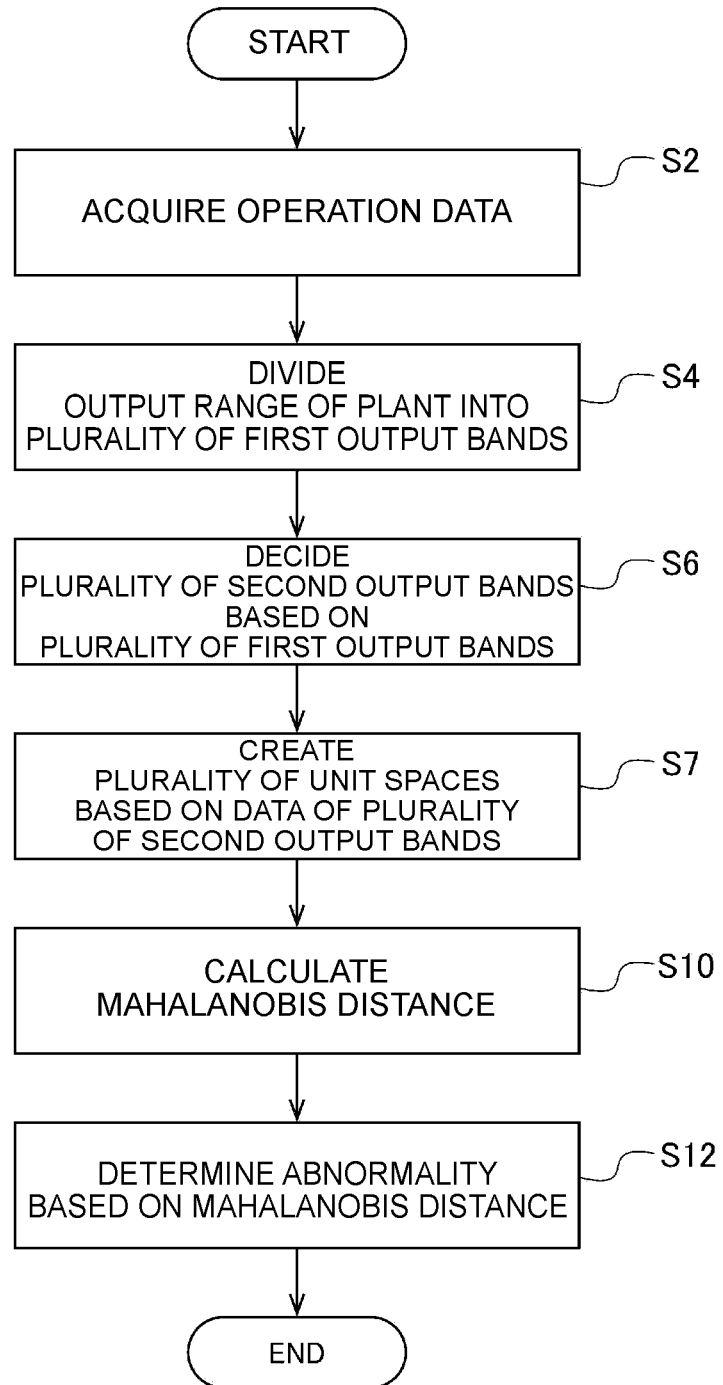 START
S2
ACQUIRE OPERATION DATA
S4
DIVIDE
OUTPUT RANGE OF PLANT INTO
PLURALITY OF FIRST OUTPUT BANDS
S6
DECIDE
PLURALITY OF SECOND OUTPUT BANDS
BASED ON
PLURALITY OF FIRST OUTPUT BANDS
S7
CREATE
PLURALITY OF UNIT SPACES
BASED ON DATA OF PLURALITY
OF SECOND OUTPUT BANDS
S10
CALCULATE
MAHALANOBIS DISTANCE
S12
DETERMINE ABNORMALITY
BASED ON MAHALANOBIS DISTANCE
END